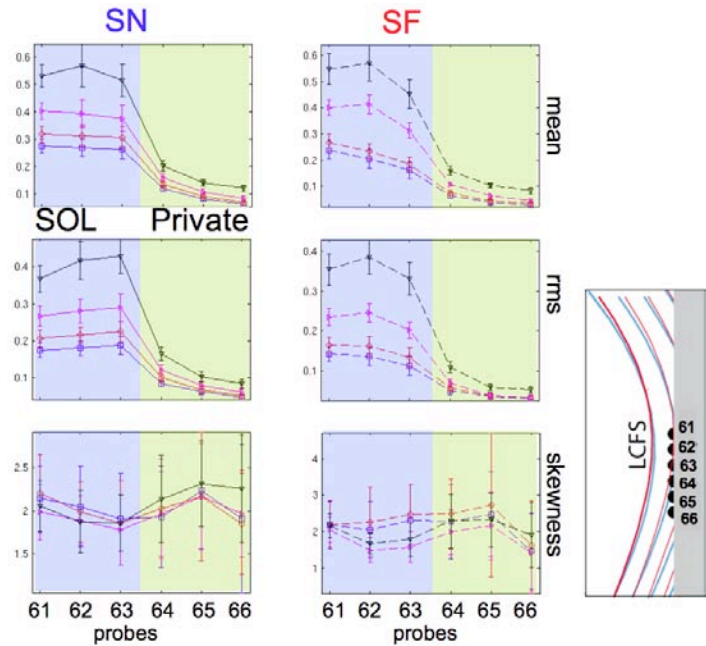 SN SF
0.6 0.6
0.5 0.5
0.4 0.4
0.3 0.3
0.2 0.2
0.1 0.1
mean
SOL Private
0.4 0.4
0.3 0.3
0.2 0.2
0.1 0.1
rms
2.5 4
2 3
1.5 2
1 1
skewness
61 62 63 64 65 66 61 62 63 64 65 66
probes probes
LCFS
61
62
63
64
65
66